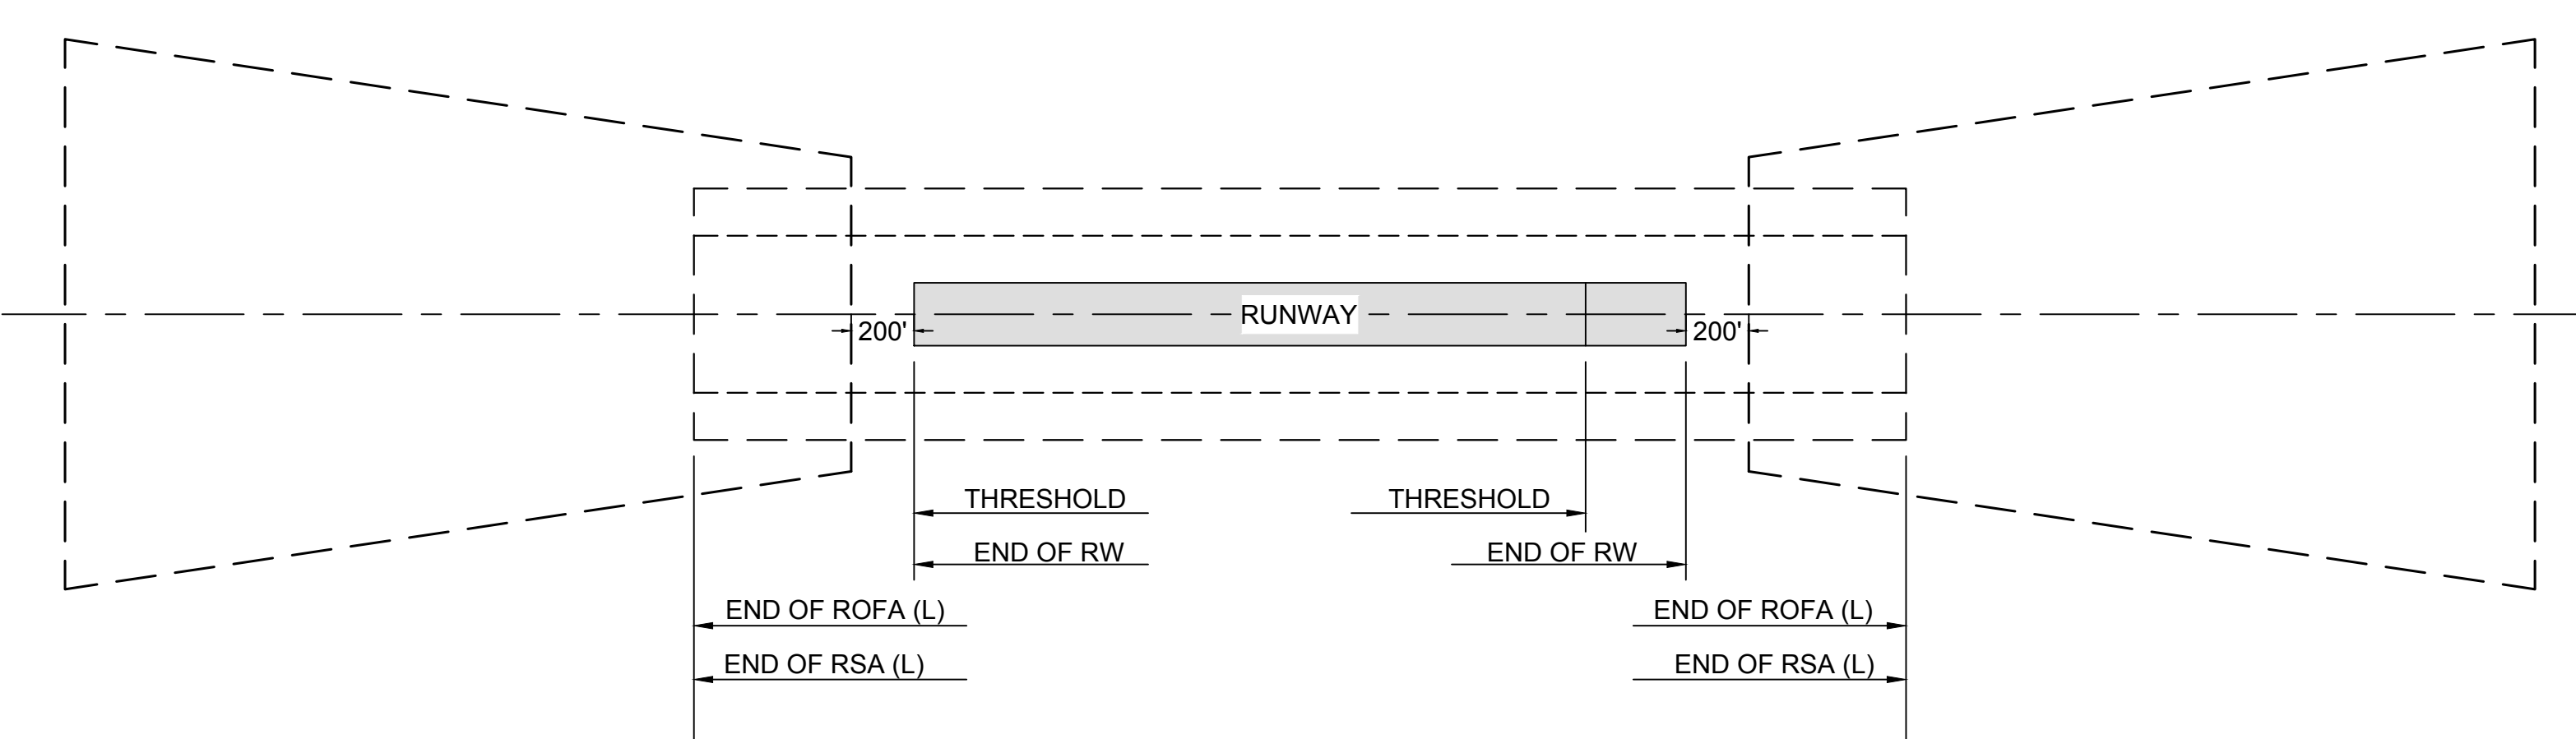 RUNWAY
200'
200'
THRESHOLD
THRESHOLD
END OF RW
END OF RW
END OF ROFA (L)
END OF ROFA (L)
END OF RSA (L)
END OF RSA (L)